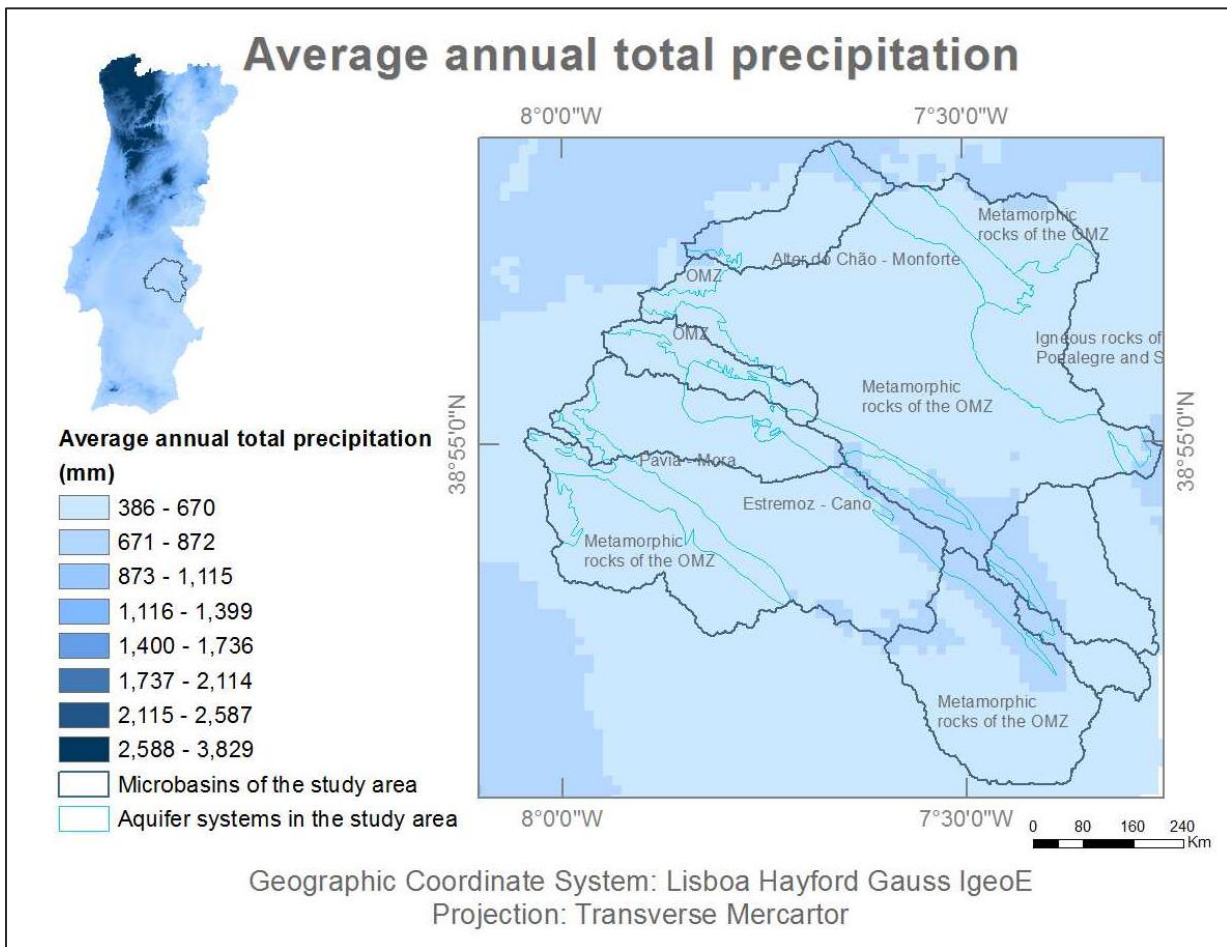 Average annual total precipitation
8°0'0"W
7°30'0"W
Metamorphic
rocks of the OMZ
Alter do Chão - Monforte
OMZ
OMZ
Igneous rocks of
Portalegre and S
Metamorphic
rocks of the OMZ
38°55'0"N
38°55'0"N
Pavia - Mora
Estremoz - Cano
Metamorphic
rocks of the OMZ
Metamorphic
rocks of the OMZ
8°0'0"W
7°30'0"W
Average annual total precipitation
(mm)
386 - 670
671 - 872
873 - 1,115
1,116 - 1,399
1,400 - 1,736
1,737 - 2,114
2,115 - 2,587
2,588 - 3,829
Microbasins of the study area
Aquifer systems in the study area
0 80 160 240
Km
Geographic Coordinate System: Lisboa Hayford Gauss IgeoE
Projection: Transverse Mercartor